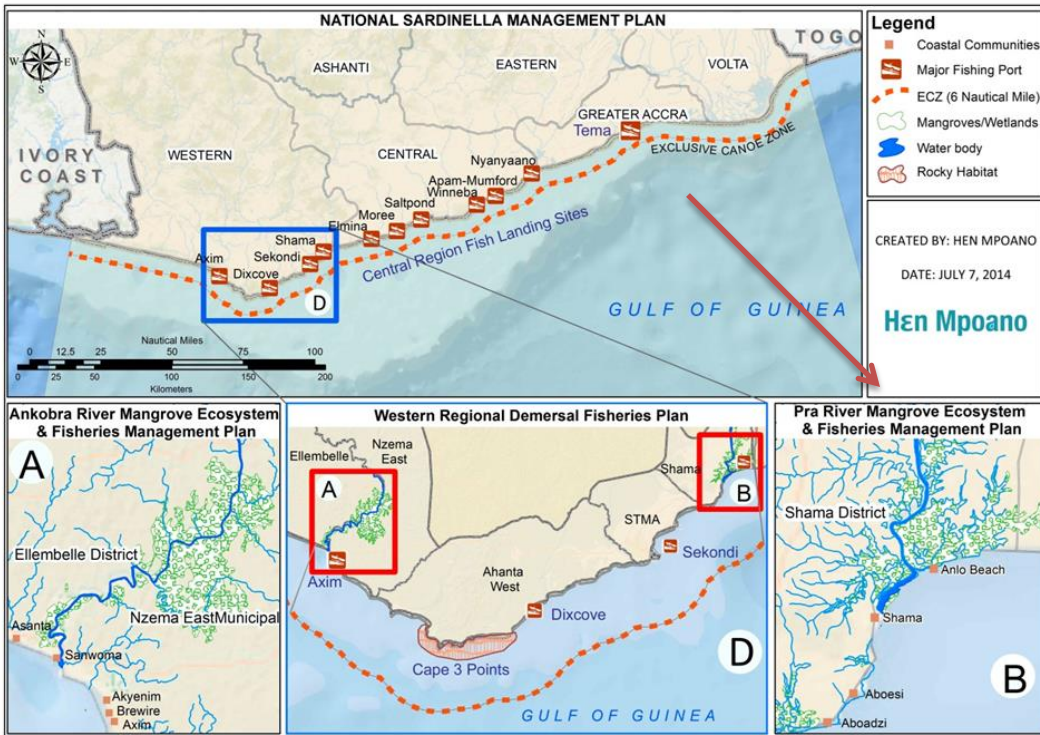 NATIONAL SARDINELLA MANAGEMENT PLAN
N
W
E
S
TOGO
ASHANTI
EASTERN
VOLTA
GREATER ACCRA
Tema
IVORY
COAST
WESTERN
CENTRAL
EXCLUSIVE CANOE ZONE
Nyanyaano
Apam-Mumford
Winneba
Saltpond
Moree
Elmina
Shama
Sekondi
Axim
Dixcove
D
Central Region Fish Landing Sites
GULF OF GUINEA
Nautical Miles
0 12.5 25 50 75 100
0 25 50 100 150 200
Kilometers
Legend
Coastal Communities
Major Fishing Port
ECZ (6 Nautical Mile)
Mangroves/Wetlands
Water body
Rocky Habitat
CREATED BY: HEN MPOANO
DATE: JULY 7, 2014
Hɛn Mpoano
Ankobra River Mangrove Ecosystem
& Fisheries Management Plan
A
Ellembelle District
Nzema EastMunicipal
Asanta
Sanwoma
Akyenim
Brewire
Axim
Western Regional Demersal Fisheries Plan
Nzema
East
Ellembelle
A
Shama
B
STMA
Sekondi
Axim
Ahanta
West
Dixcove
Cape 3 Points
D
GULF OF GUINEA
Pra River Mangrove Ecosystem
& Fisheries Management Plan
Shama District
Anlo Beach
Shama
Aboesi
Aboadzi
B